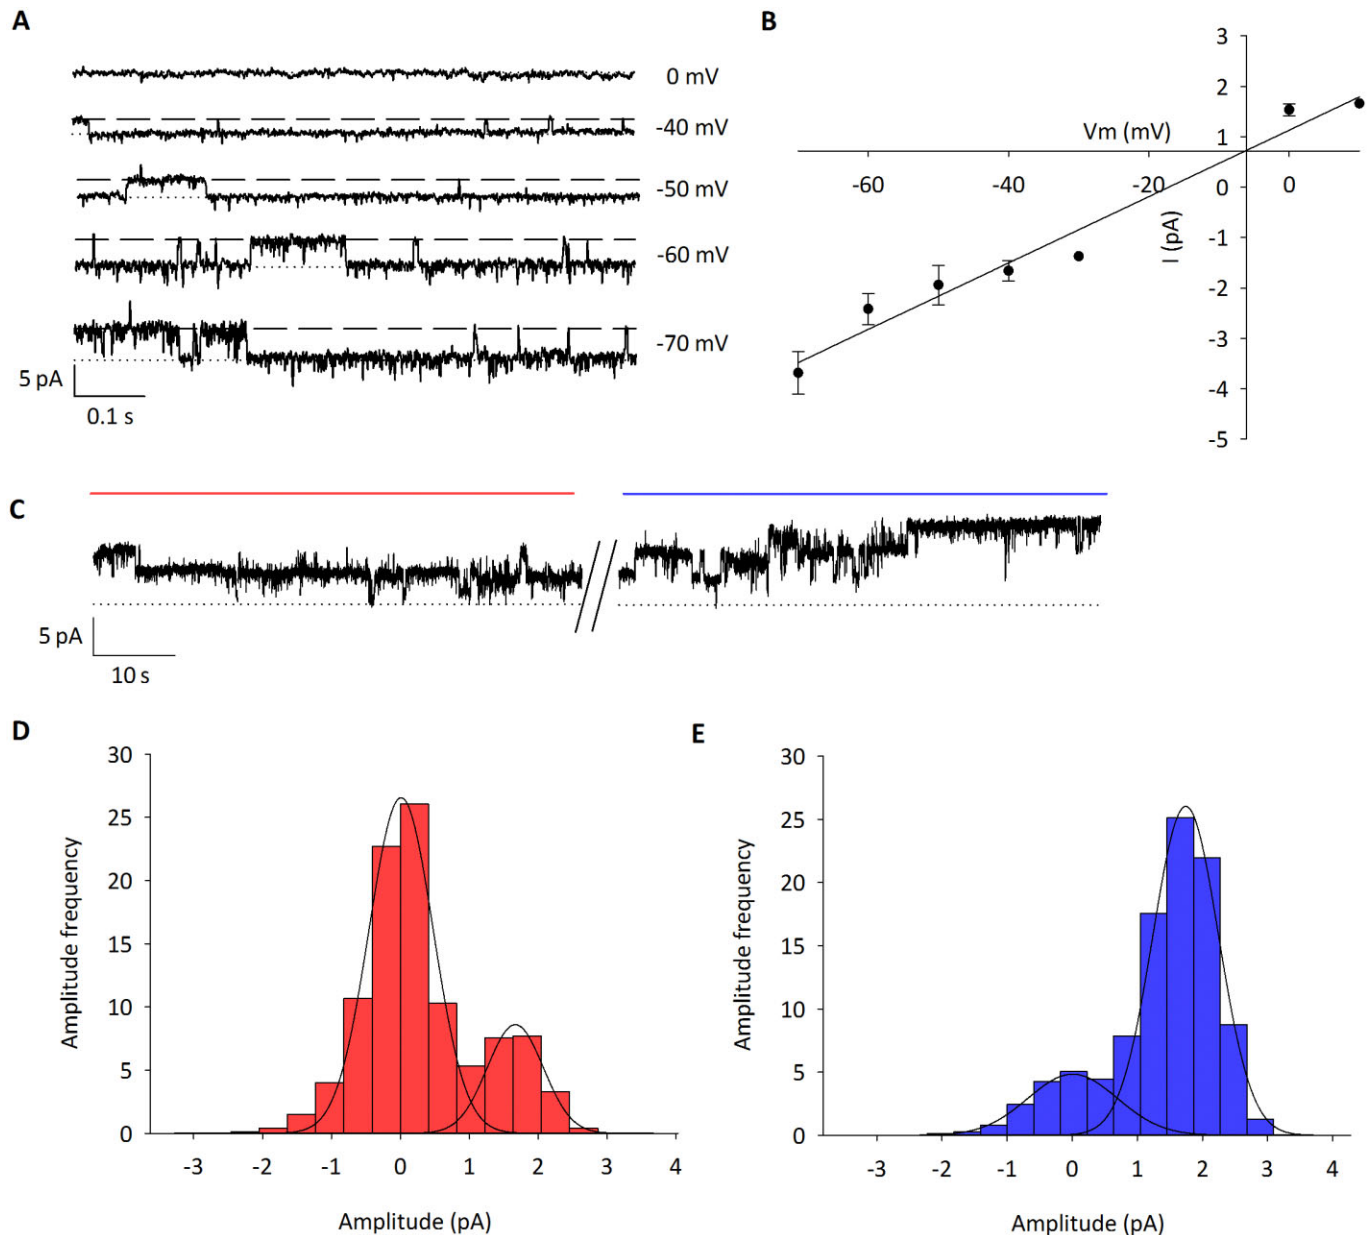 A
0 mV
-40 mV
-50 mV
-60 mV
-70 mV
5 pA
0.1 s
B
3
2
1
0
-1
-2
-3
-4
-5
I (pA)
Vm (mV)
-60 -40 -20 0
C
5 pA
10 s
D
30
25
20
15
10
5
0
Amplitude frequency
-3 -2 -1 0 1 2 3 4
Amplitude (pA)
E
30
25
20
15
10
5
0
Amplitude frequency
-3 -2 -1 0 1 2 3 4
Amplitude (pA)